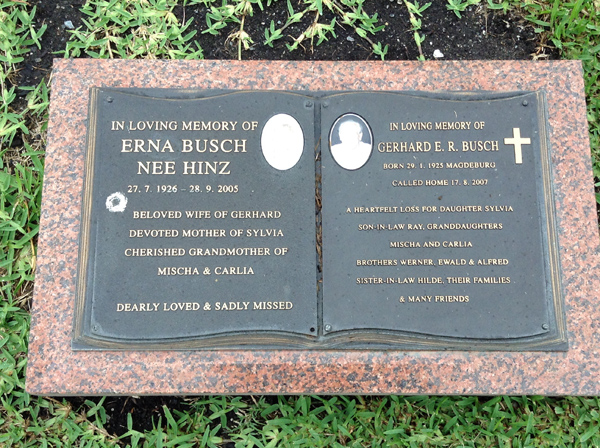 IN LOVING MEMORY OF
ERNA BUSCH
NEE HINZ
27. 7. 1926 – 28. 9. 2005
BELOVED WIFE OF GERHARD
DEVOTED MOTHER OF SYLVIA
CHERISHED GRANDMOTHER OF
MISCHA & CARLIA
DEARLY LOVED & SADLY MISSED
IN LOVING MEMORY OF
GERHARD E. R. BUSCH
BORN 29. 1. 1925 MAGDEBURG
CALLED HOME 17. 8. 2007
A HEARTFELT LOSS FOR DAUGHTER SYLVIA
SON-IN-LAW RAY, GRANDDAUGHTERS
MISCHA AND CARLIA
BROTHERS WERNER, EWALD & ALFRED
SISTER-IN-LAW HILDE, THEIR FAMILIES
& MANY FRIENDS